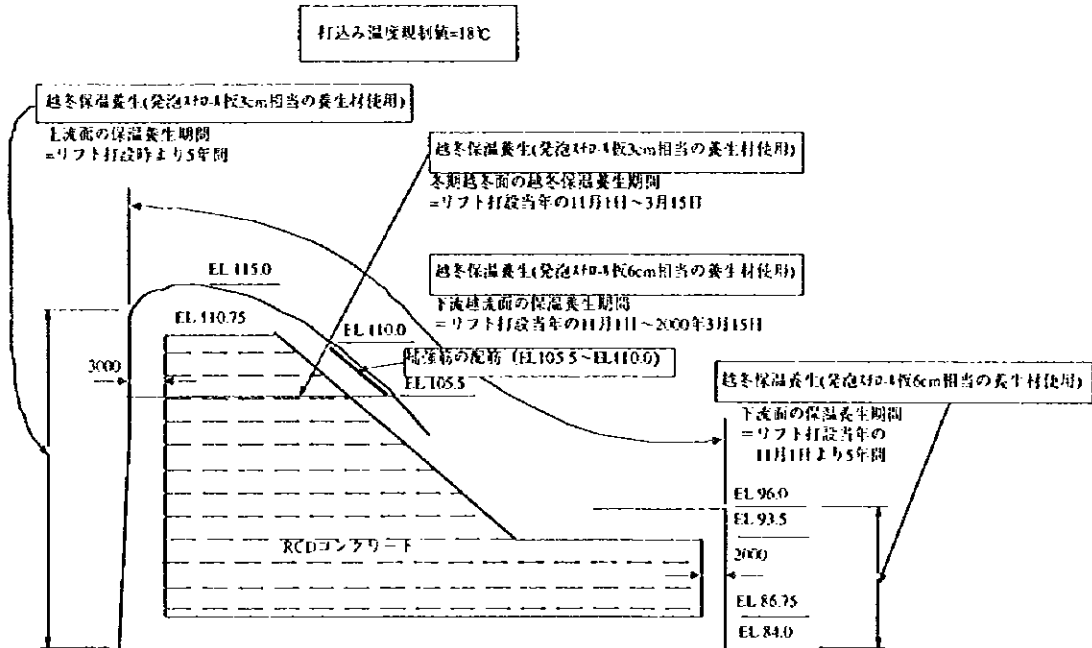 打込み温度規制値=18℃
越冬保温養生(発泡ｽﾁﾛｰﾙ板3cm相当の養生材使用)
上流面の保温養生期間
=リフト打設時より5年間
越冬保温養生(発泡ｽﾁﾛｰﾙ板3cm相当の養生材使用)
冬期越冬面の越冬保温養生期間
=リフト打設当年の11月1日～3月15日
越冬保温養生(発泡ｽﾁﾛｰﾙ板6cm相当の養生材使用)
下流越流面の保温養生期間
=リフト打設当年の11月1日～2000年3月15日
EL 115.0
EL 110.75
EL 110.0
補強筋の配筋（EL105.5～EL110.0）
3000
EL 105.5
越冬保温養生(発泡ｽﾁﾛｰﾙ板6cm相当の養生材使用)
下流面の保温養生期間
=リフト打設当年の
11月1日より5年間
EL 96.0
EL 93.5
RCDコンクリート
2000
EL 86.75
EL 84.0